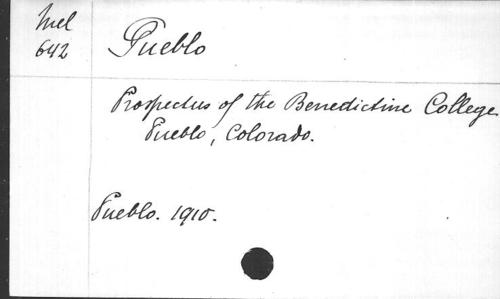 Mel
642
Pueblo
Prospectus of the Benedictine College
Pueblo, Colorado.
Pueblo. 1910.